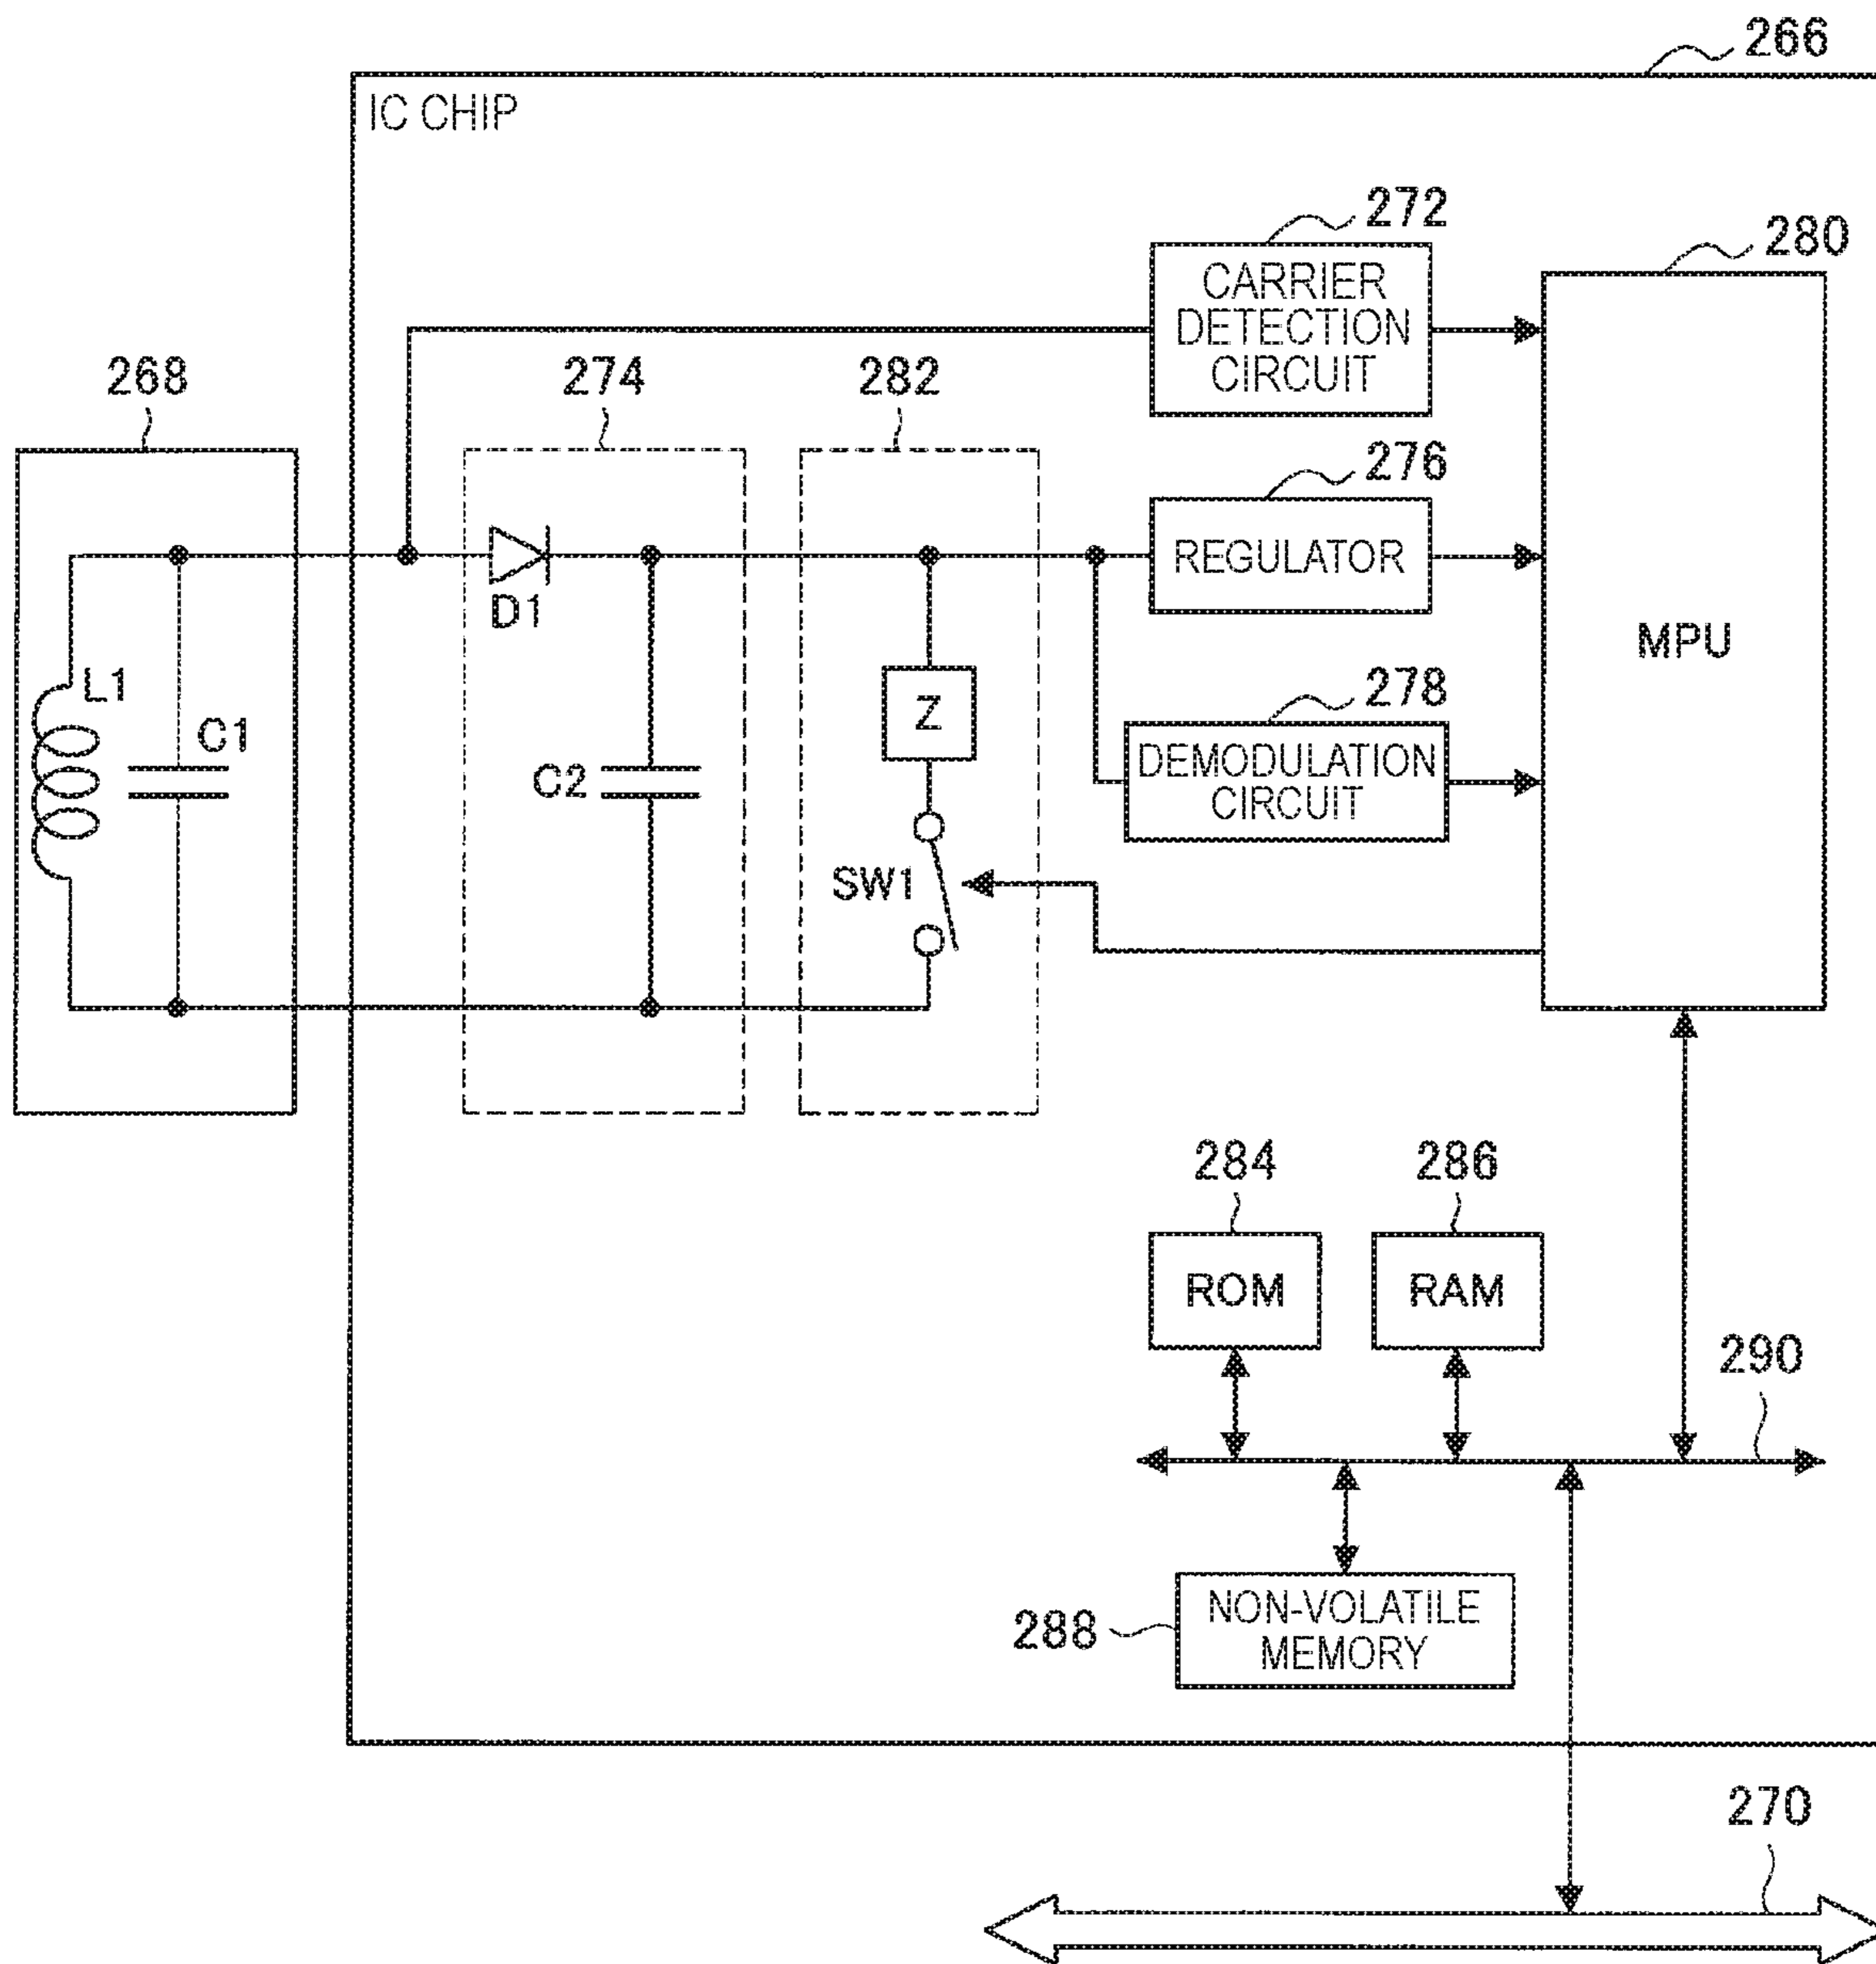 266
IC CHIP
272
280
CARRIER
DETECTION
CIRCUIT
268
274
282
276
D1
REGULATOR
MPU
L1
C1
C2
Z
278
DEMODULATION
CIRCUIT
SW1
284
286
ROM
RAM
290
288
NON-VOLATILE
MEMORY
270